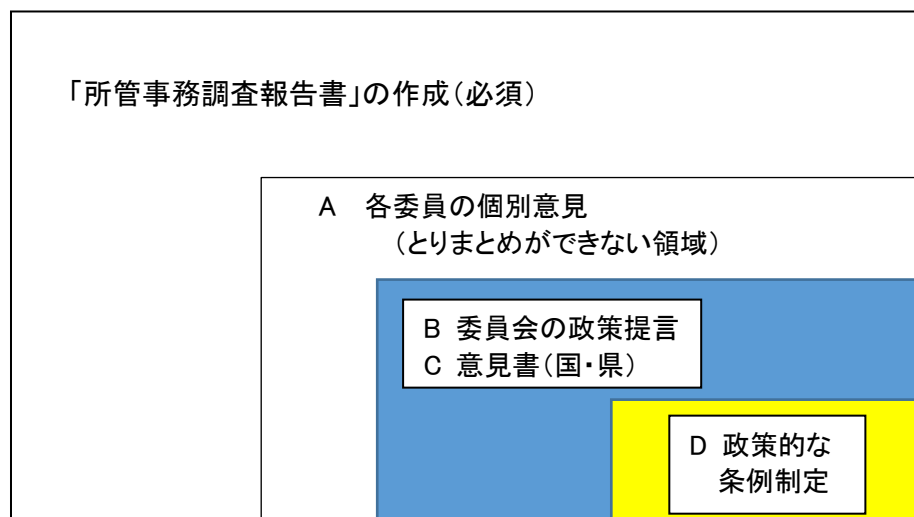 「所管事務調査報告書」の作成(必須)
A 各委員の個別意見
(とりまとめができない領域)
B 委員会の政策提言
C 意見書(国・県)
D 政策的な
条例制定